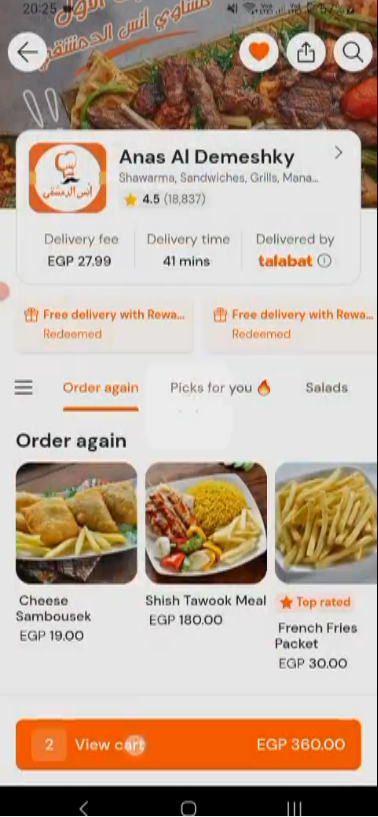 20:25
انس الدمشقي
Anas Al Demeshky
Shawarma, Sandwiches, Grills, Mana...
4.5 (18,837)
أنس الدمشقي
Delivery fee
EGP 27.99
Delivery time
41 mins
Delivered by
talabat
Free delivery with Rewa...
Redeemed
Free delivery with Rewa...
Redeemed
Order again
Picks for you
Salads
Order again
Cheese
Sambousek
EGP 19.00
Shish Tawook Meal
EGP 180.00
Top rated
French Fries
Packet
EGP 30.00
2 View cart EGP 360.00